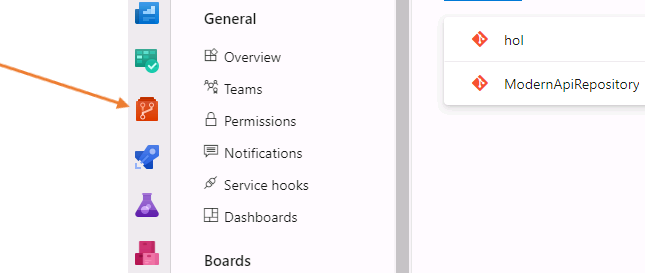 General
Overview
Teams
Permissions
Notifications
Service hooks
Dashboards
Boards
hol
ModernApiRepository